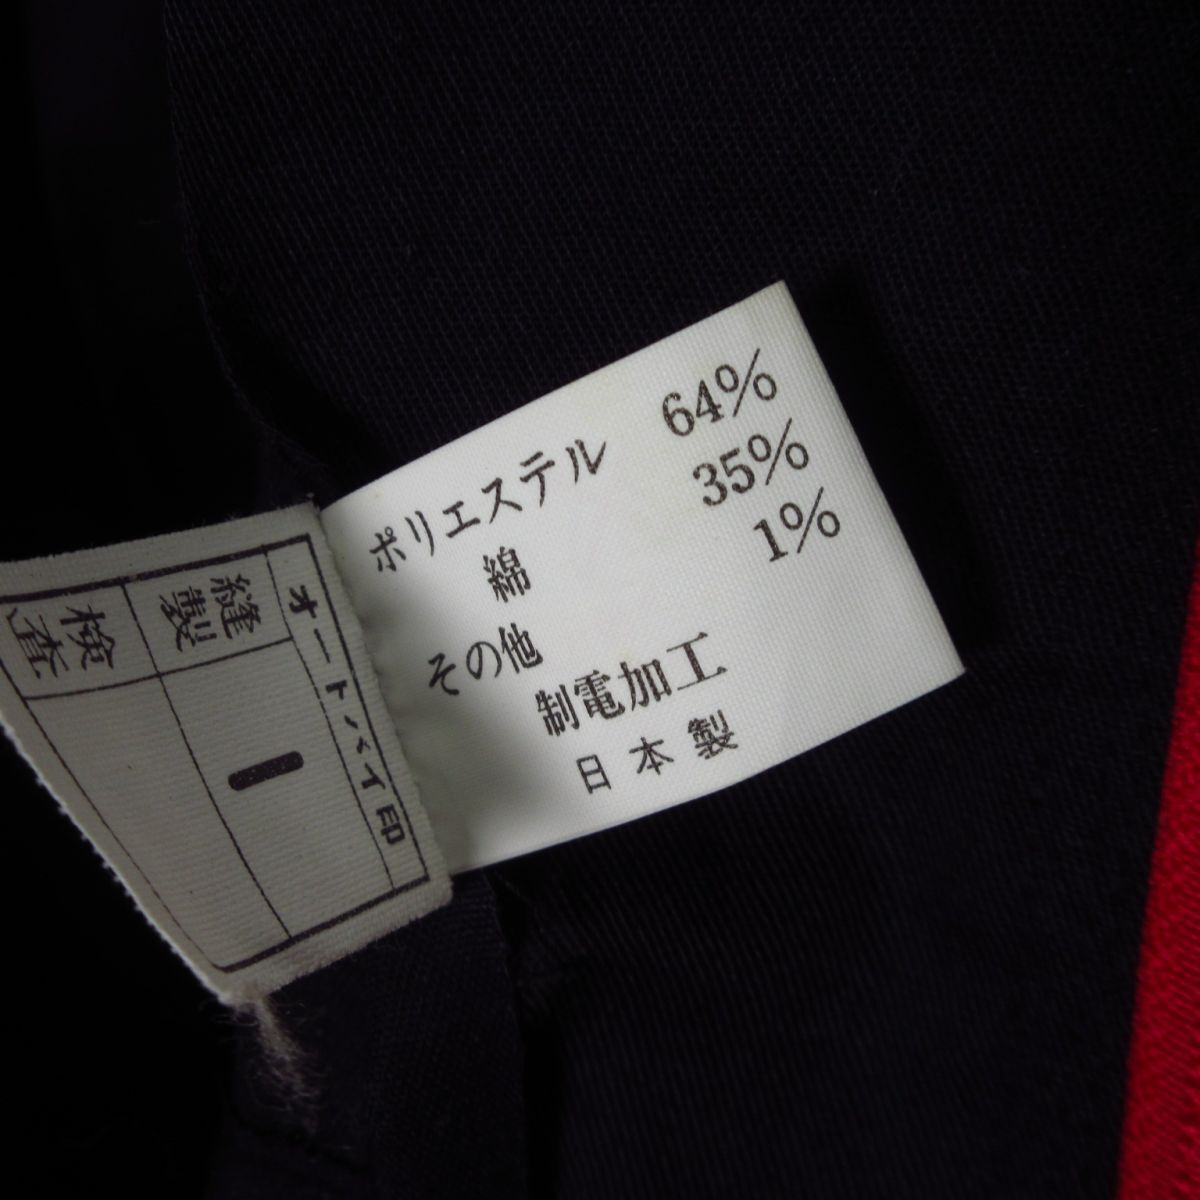 ポリエステル 64%
綿 35%
その他 1%
制電加工
日本製
オートバイ印
縫製 1
検査